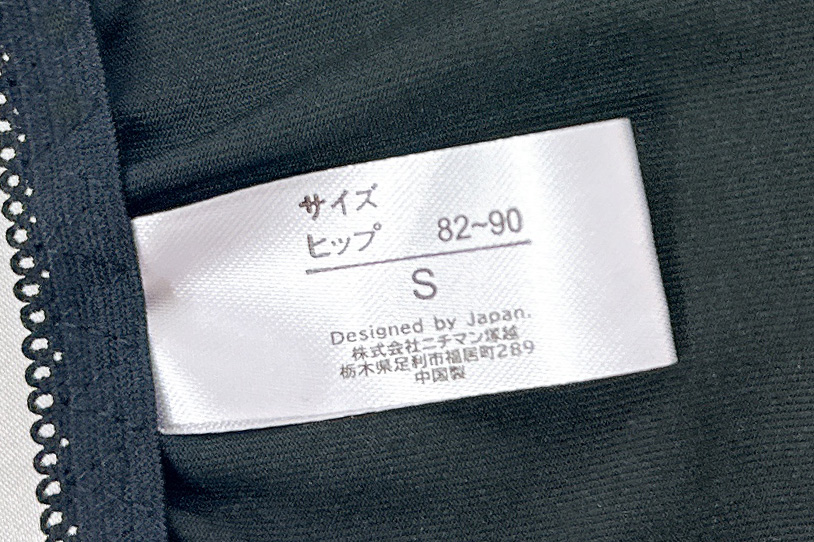 サイズ
ヒップ 82~90
S
Designed by Japan.
株式会社ニチマン塚越
栃木県足利市福居町289
中国製